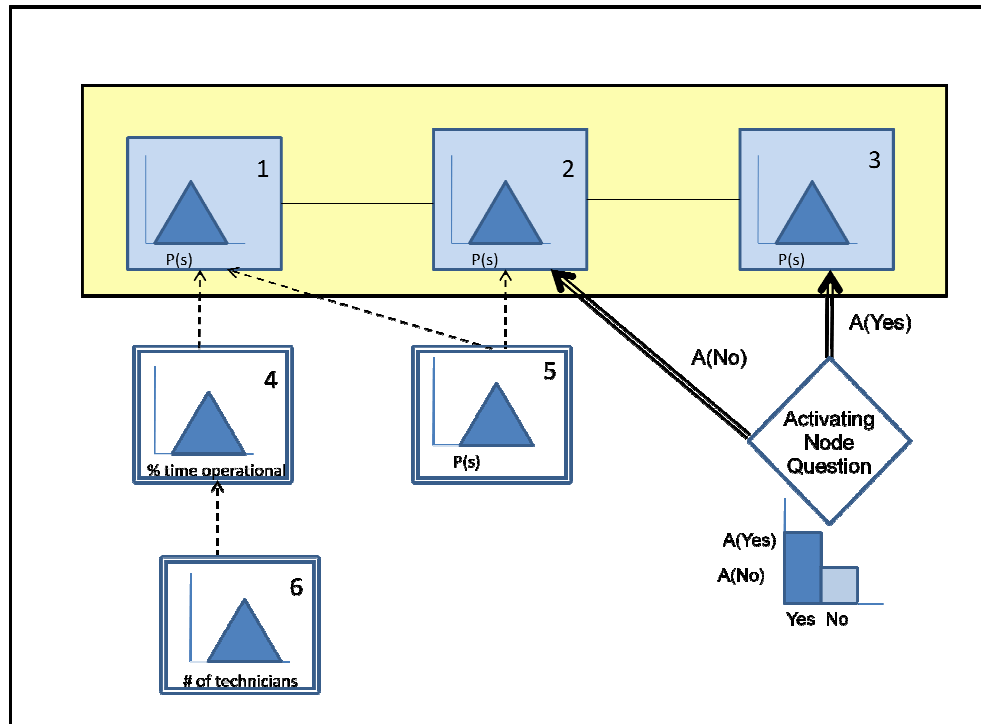 1
2
3
P(s)
P(s)
P(s)
A(Yes)
A(No)
4
5
% time operational
P(s)
Activating
Node
Question
A(Yes)
A(No)
Yes No
6
# of technicians